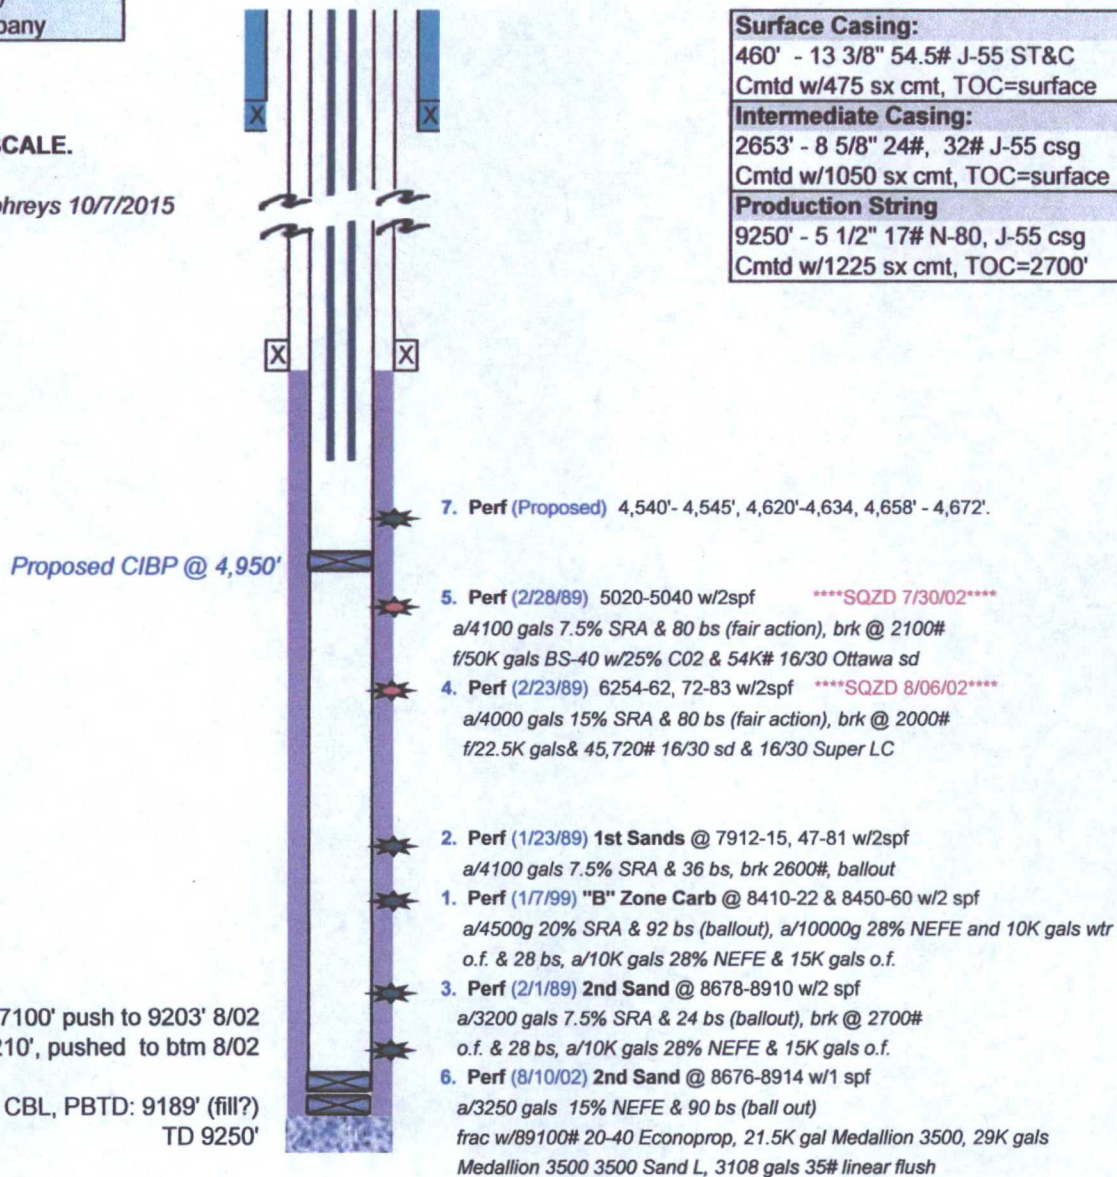 SCALE.
10/7/2015
Surface Casing:
460' - 13 3/8" 54.5# J-55 ST&C
Cmtd w/475 sx cmt, TOC=surface
Intermediate Casing:
2653' - 8 5/8" 24#, 32# J-55 csg
Cmtd w/1050 sx cmt, TOC=surface
Production String
9250' - 5 1/2" 17# N-80, J-55 csg
Cmtd w/1225 sx cmt, TOC=2700'
X X
X X
7. Perf (Proposed) 4,540'- 4,545', 4,620'-4,634, 4,658' - 4,672'.
Proposed CIBP @ 4,950'
5. Perf (2/28/89) 5020-5040 w/2spf ****SQZD 7/30/02****
a/4100 gals 7.5% SRA & 80 bs (fair action), brk @ 2100#
f/50K gals BS-40 w/25% C02 & 54K# 16/30 Ottawa sd
4. Perf (2/23/89) 6254-62, 72-83 w/2spf ****SQZD 8/06/02****
a/4000 gals 15% SRA & 80 bs (fair action), brk @ 2000#
f/22.5K gals& 45,720# 16/30 sd & 16/30 Super LC
2. Perf (1/23/89) 1st Sands @ 7912-15, 47-81 w/2spf
a/4100 gals 7.5% SRA & 36 bs, brk 2600#, ballout
1. Perf (1/7/99) "B" Zone Carb @ 8410-22 & 8450-60 w/2 spf
a/4500g 20% SRA & 92 bs (ballout), a/10000g 28% NEFE and 10K gals wtr
o.f. & 28 bs, a/10K gals 28% NEFE & 15K gals o.f.
3. Perf (2/1/89) 2nd Sand @ 8678-8910 w/2 spf
a/3200 gals 7.5% SRA & 24 bs (ballout), brk @ 2700#
o.f. & 28 bs, a/10K gals 28% NEFE & 15K gals o.f.
7100' push to 9203' 8/02
pushed to btm 8/02
6. Perf (8/10/02) 2nd Sand @ 8676-8914 w/1 spf
a/3250 gals 15% NEFE & 90 bs (ball out)
frac w/89100# 20-40 Econoprop, 21.5K gal Medallion 3500, 29K gals
Medallion 3500 3500 Sand L, 3108 gals 35# linear flush
CBL, PBTD: 9189' (fill?)
TD 9250'